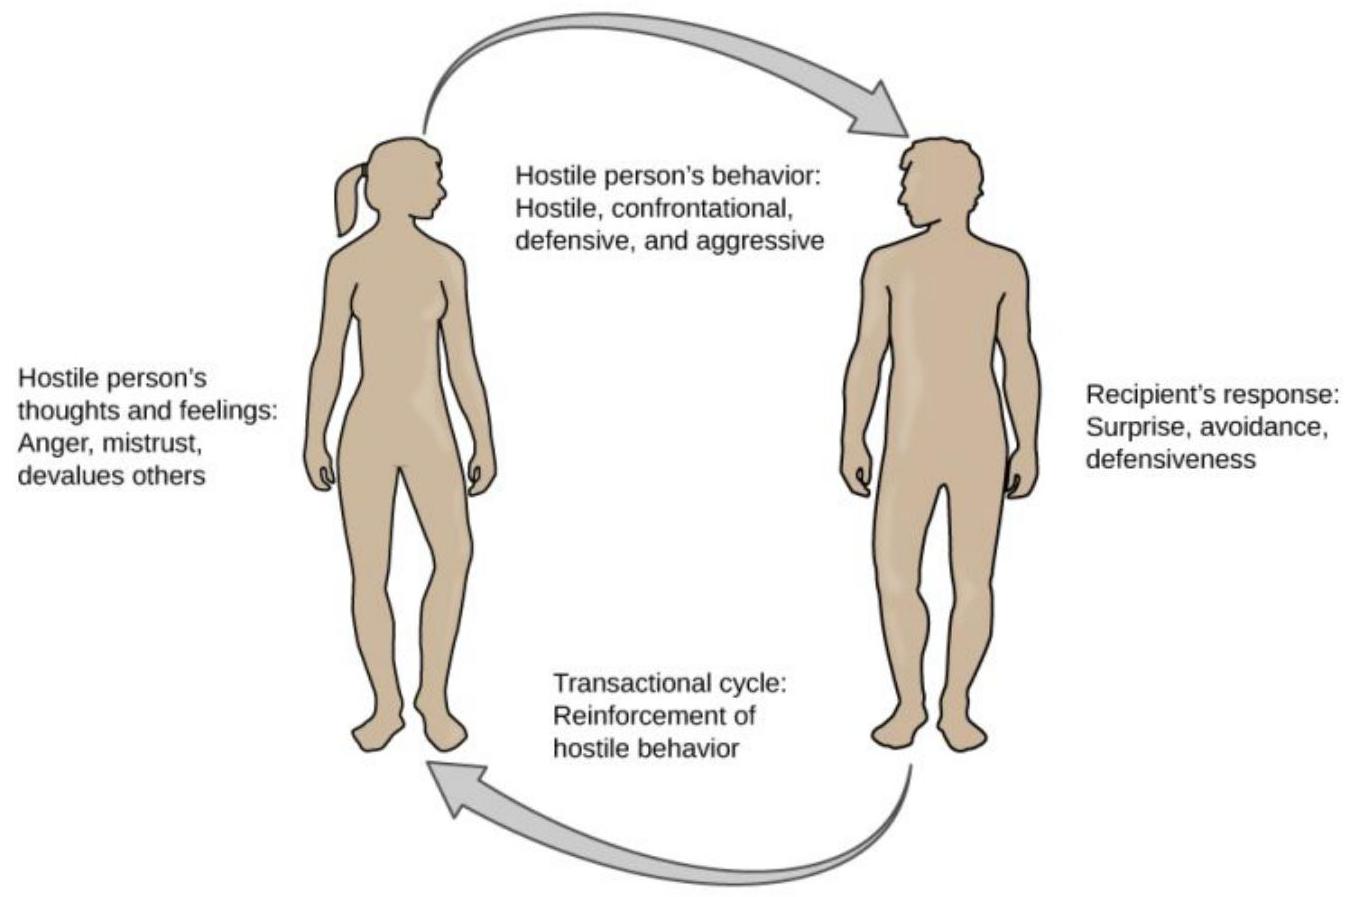 Hostile person's behavior:
Hostile, confrontational,
defensive, and aggressive
Hostile person's
thoughts and feelings:
Anger, mistrust,
devalues others
Recipient's response:
Surprise, avoidance,
defensiveness
Transactional cycle:
Reinforcement of
hostile behavior